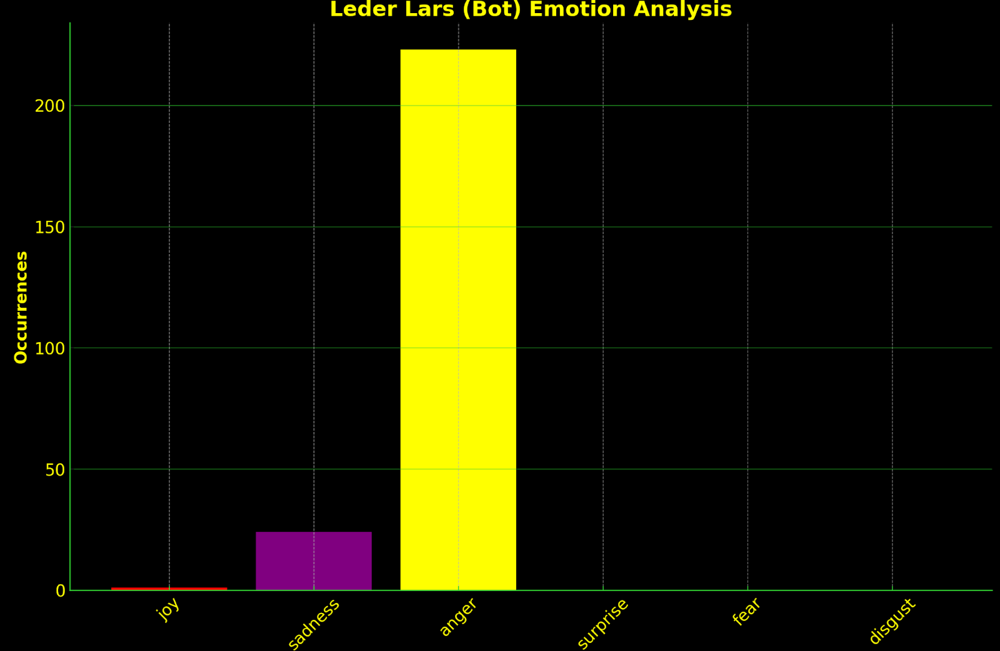 Leder Lars (Bot) Emotion Analysis
Occurrences
200
150
100
50
0
joy
sadness
anger
surprise
fear
disgust